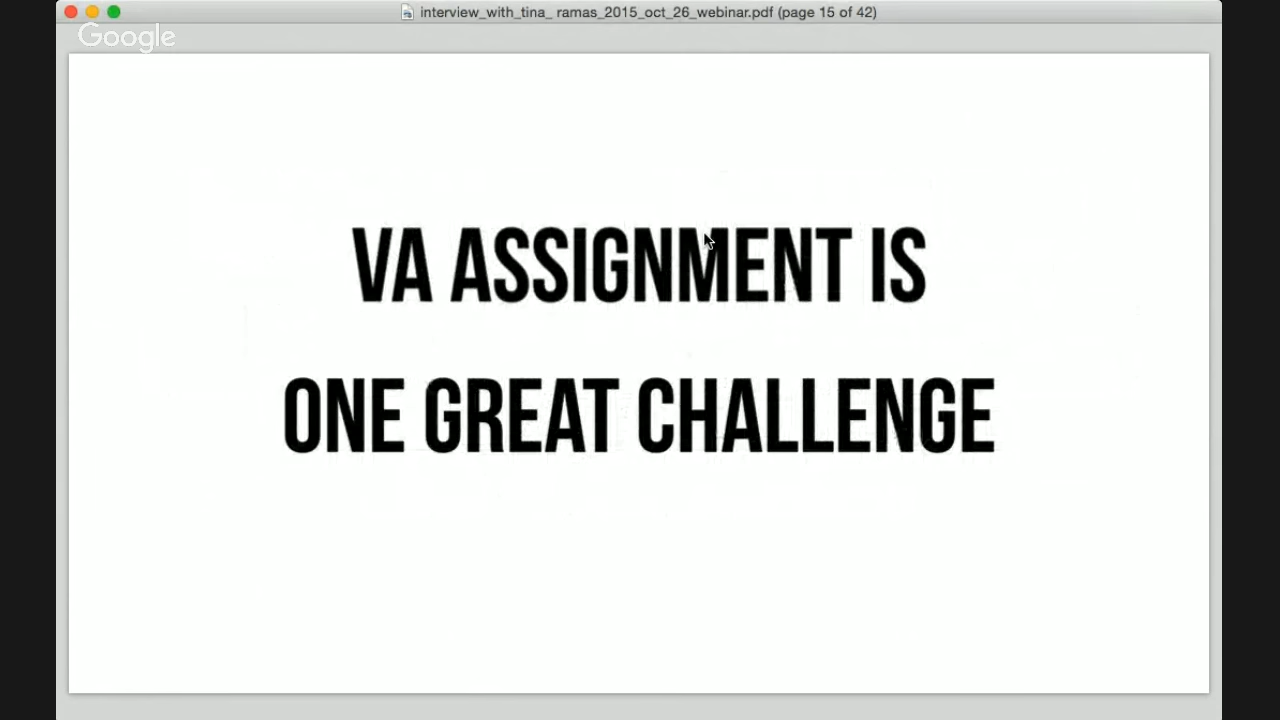 interview_with_tina_ ramas_2015_oct_26_webinar.pdf (page 15 of 42)
Google
VA ASSIGNMENT IS
ONE GREAT CHALLENGE